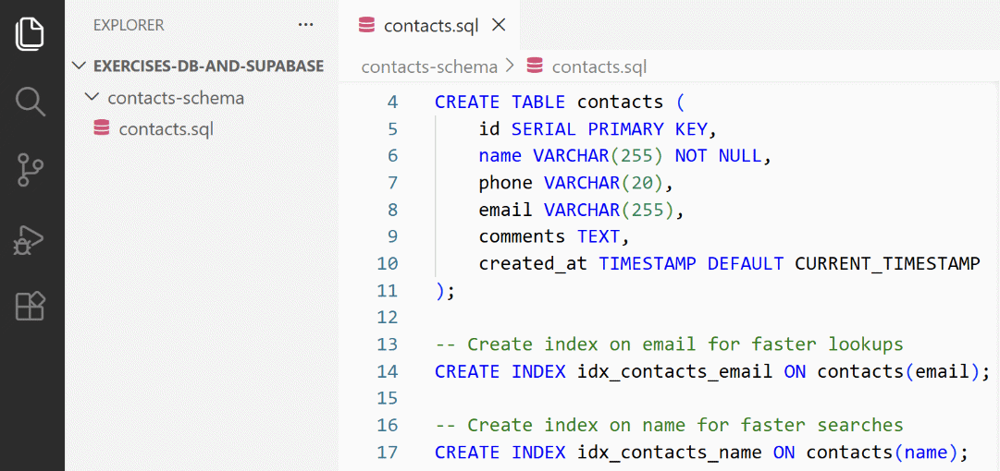 EXPLORER ...
EXERCISES-DB-AND-SUPABASE
contacts-schema
contacts.sql
contacts.sql
contacts-schema > contacts.sql
4 CREATE TABLE contacts (
5     id SERIAL PRIMARY KEY,
6     name VARCHAR(255) NOT NULL,
7     phone VARCHAR(20),
8     email VARCHAR(255),
9     comments TEXT,
10     created_at TIMESTAMP DEFAULT CURRENT_TIMESTAMP
11 );
12
13 -- Create index on email for faster lookups
14 CREATE INDEX idx_contacts_email ON contacts(email);
15
16 -- Create index on name for faster searches
17 CREATE INDEX idx_contacts_name ON contacts(name);